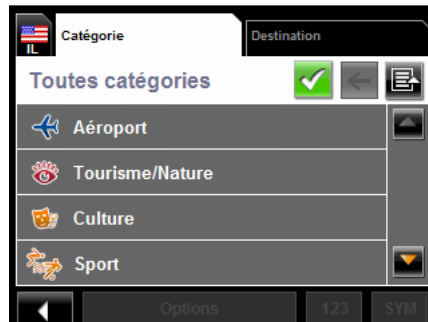 IL
Catégorie
Destination
Toutes catégories
Aéroport
Tourisme/Nature
Culture
Sport
Options
123
SYM